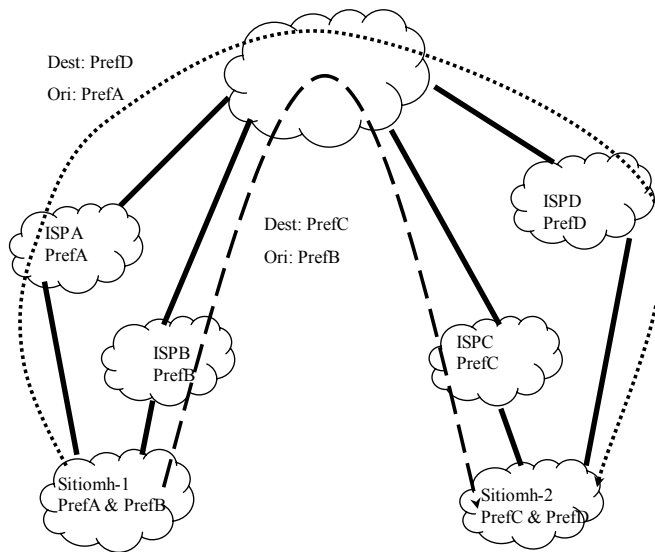 Dest: PrefD
Ori: PrefA
ISPA
PrefA
ISPD
PrefD
Dest: PrefC
Ori: PrefB
ISPB
PrefB
ISPC
PrefC
Sitiomh-1
PrefA & PrefB
Sitiomh-2
PrefC & PrefD